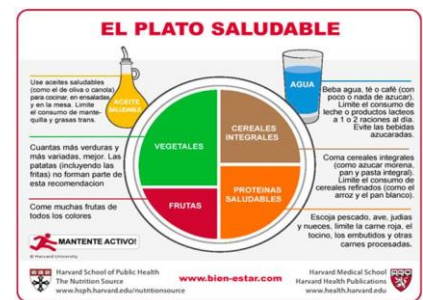 EL PLATO SALUDABLE
Use aceites saludables
(como el de oliva o canola)
para cocinar, en ensaladas
y en la mesa. Limite
el consumo de mante-
quilla y grasas trans.
ACEITE
SALUDABLE
AGUA
Beba agua, té o café (con
poco o nada de azucar).
Limite el consumo de
leche o productos lacteos
a 1 o 2 raciones al día.
Evite las bebidas
azucaradas.
VEGETALES
CEREALES
INTEGRALES
Cuantas más verduras y
más variadas, mejor. Las
patatas (incluyendo las
fritas) no forman parte de
esta recomendacion
Coma cereales integrales
(como azucar morena,
pan y pasta integral).
Limite el consumo de
cereales refinados (como el
arroz y el pan blanco).
FRUTAS
PROTEINAS
SALUDABLES
Come muchas frutas de
todos los colores
Escoja pescado, ave, judias
y nueces, limite la carne roja, el
tocino, los embutidos y otras
carnes procesadas.
MANTENTE ACTIVO!
© Harvard University
Harvard School of Public Health
The Nutrition Source
www.hsph.harvard.edu/nutritionsource
www.bien-estar.com
Harvard Medical School
Harvard Health Publications
www.health.harvard.edu